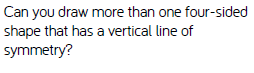 Can you draw more than one four-sided
shape that has a vertical line of
symmetry?